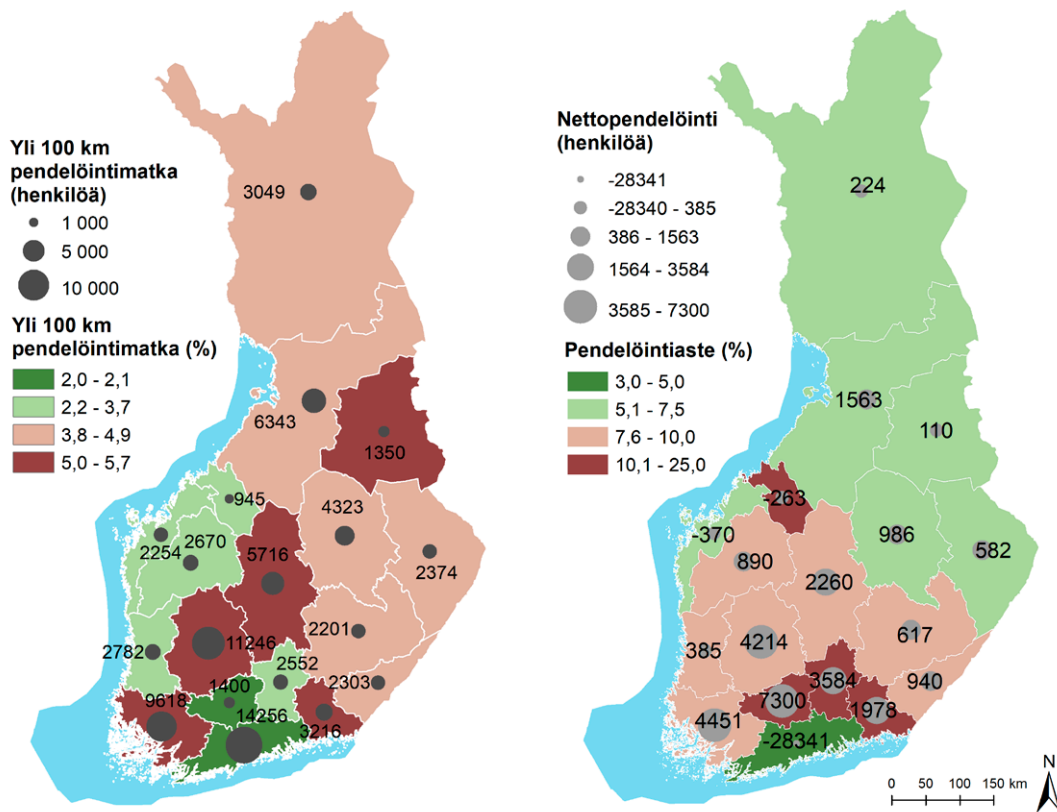 Yli 100 km
pendelöintimatka
(henkilöä)
1 000
5 000
10 000
Yli 100 km
pendelöintimatka (%)
2,0 - 2,1
2,2 - 3,7
3,8 - 4,9
5,0 - 5,7
3049
6343
1350
945
4323
2254
2670
5716
2374
2201
2782
11246
2552
2303
1400
9618
14256
3216
Nettopendelöinti
(henkilöä)
-28341
-28340 - 385
386 - 1563
1564 - 3584
3585 - 7300
Pendelöintiaste (%)
3,0 - 5,0
5,1 - 7,5
7,6 - 10,0
10,1 - 25,0
224
1563
110
-263
-370
986
582
890
2260
617
385
4214
3584
940
7300
1978
4451
-28341
N
0 50 100 150 km